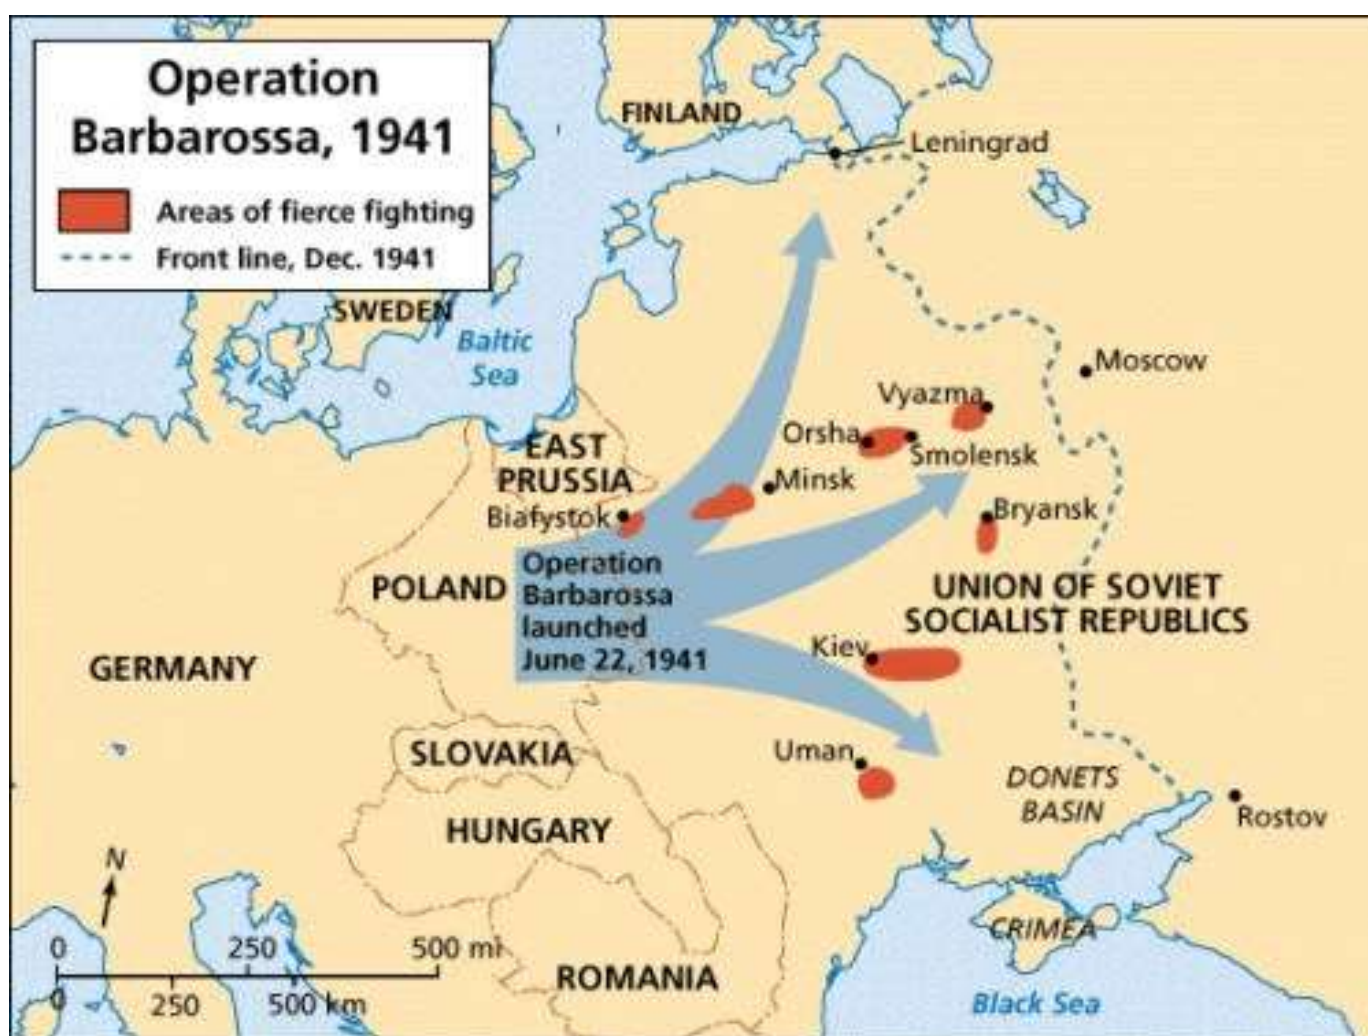 Operation
Barbarossa, 1941
Areas of fierce fighting
Front line, Dec. 1941
FINLAND
Leningrad
SWEDEN
Baltic
Sea
Moscow
Vyazma
Orsha
Smolensk
EAST
PRUSSIA
Minsk
Biafystok
Bryansk
Operation
Barbarossa
launched
June 22, 1941
POLAND
UNION OF SOVIET
SOCIALIST REPUBLICS
Kiev
GERMANY
SLOVAKIA
Uman
DONETS
BASIN
Rostov
HUNGARY
N
CRIMEA
0 250 500 mi
0 250 500 km
ROMANIA
Black Sea